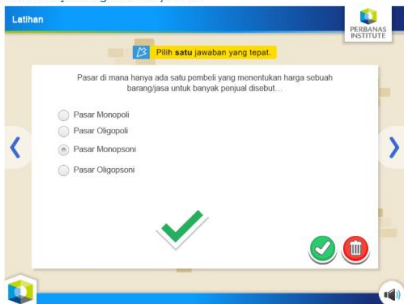 Latihan
PERBANAS
INSTITUTE
Pilih satu jawaban yang tepat.
Pasar di mana hanya ada satu pembeli yang menentukan harga sebuah
barang/jasa untuk banyak penjual disebut...
Pasar Monopoli
Pasar Oligopoli
Pasar Monopsoni
Pasar Oligopsoni